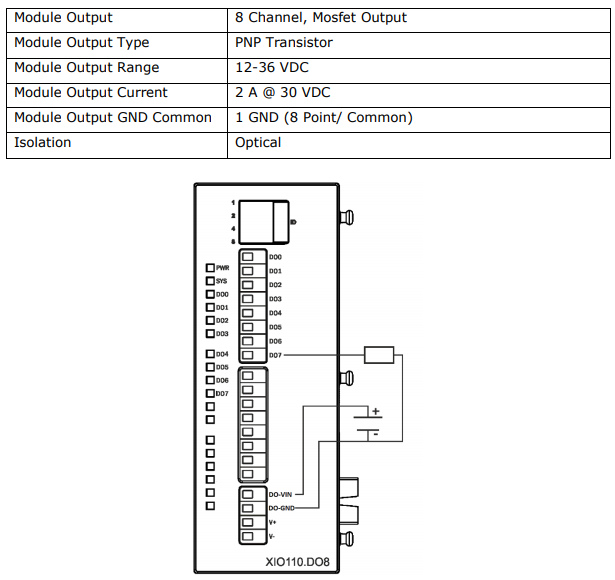 Module Output 8 Channel, Mosfet Output
Module Output Type PNP Transistor
Module Output Range 12-36 VDC
Module Output Current 2 A @ 30 VDC
Module Output GND Common 1 GND (8 Point/ Common)
Isolation Optical
1
2
4
8
ID
DO0
DO1
DO2
DO3
DO4
DO5
DO6
DO7
PWR
SYS
DO0
DO1
DO2
DO3
DO4
DO5
DO6
DO7
+
-
DO-VIN
DO-GND
V+
V-
XIO110.DO8